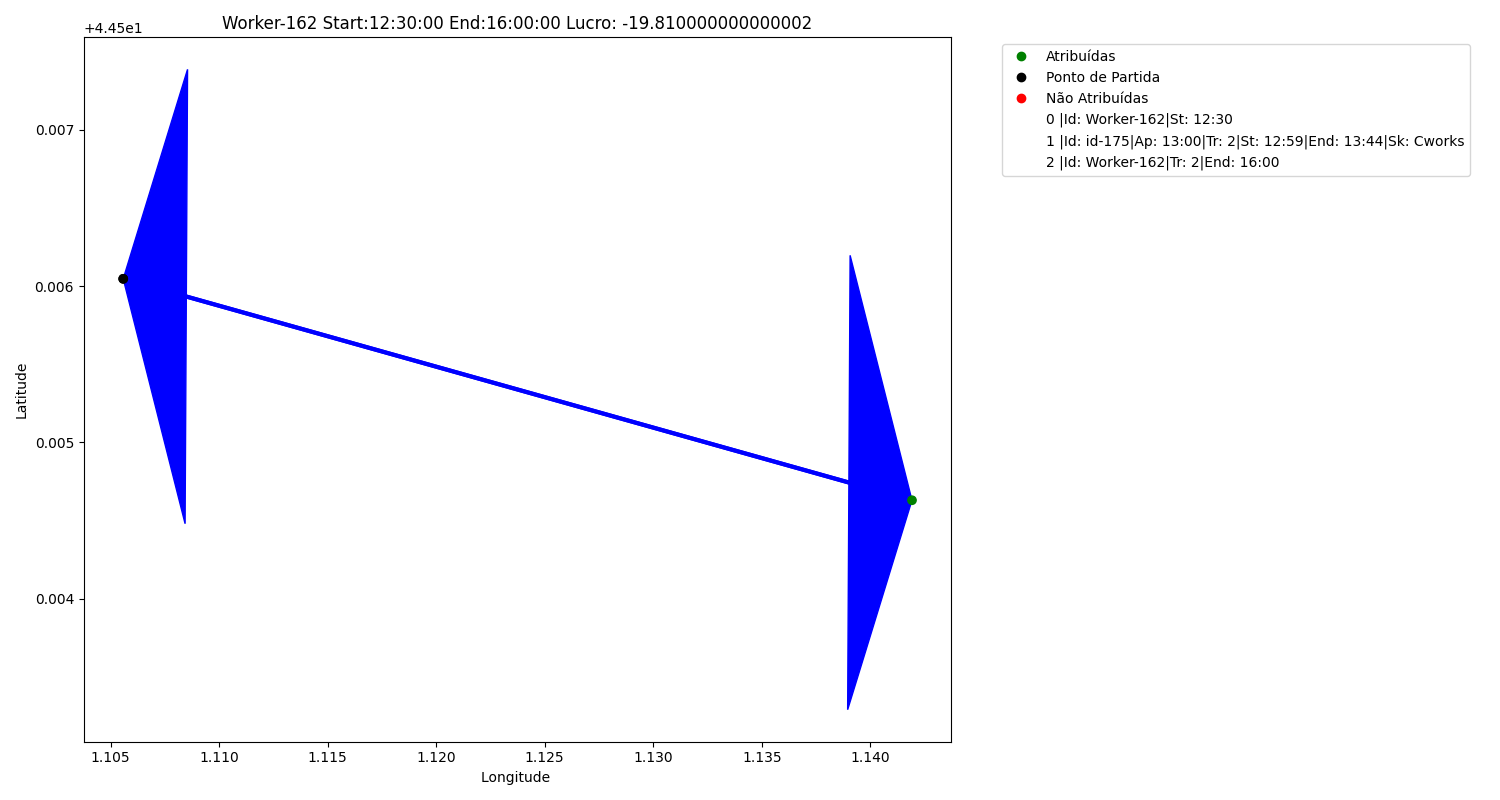 Worker-162 Start:12:30:00 End:16:00:00 Lucro: -19.810000000000002
+4.45e1
0.007
0.006
0.005
0.004
Latitude
1.105 1.110 1.115 1.120 1.125 1.130 1.135 1.140
Longitude
Atribuídas
Ponto de Partida
Não Atribuídas
0 |Id: Worker-162|St: 12:30
1 |Id: id-175|Ap: 13:00|Tr: 2|St: 12:59|End: 13:44|Sk: Cworks
2 |Id: Worker-162|Tr: 2|End: 16:00